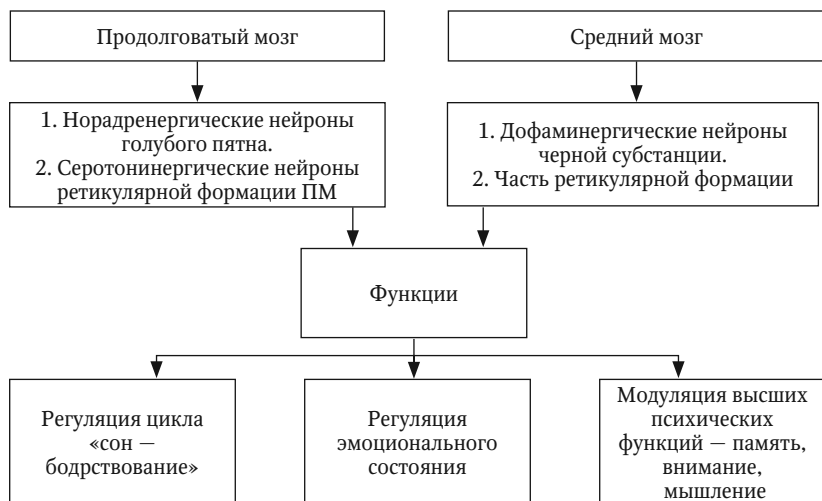 Продолговатый мозг
Средний мозг
1. Норадренергические нейроны
голубого пятна.
2. Серотонинергические нейроны
ретикулярной формации ПМ
1. Дофаминергические нейроны
черной субстанции.
2. Часть ретикулярной формации
Функции
Регуляция цикла
«сон —
бодрствование»
Регуляция
эмоционального
состояния
Модуляция высших
психических
функций — память,
внимание,
мышление